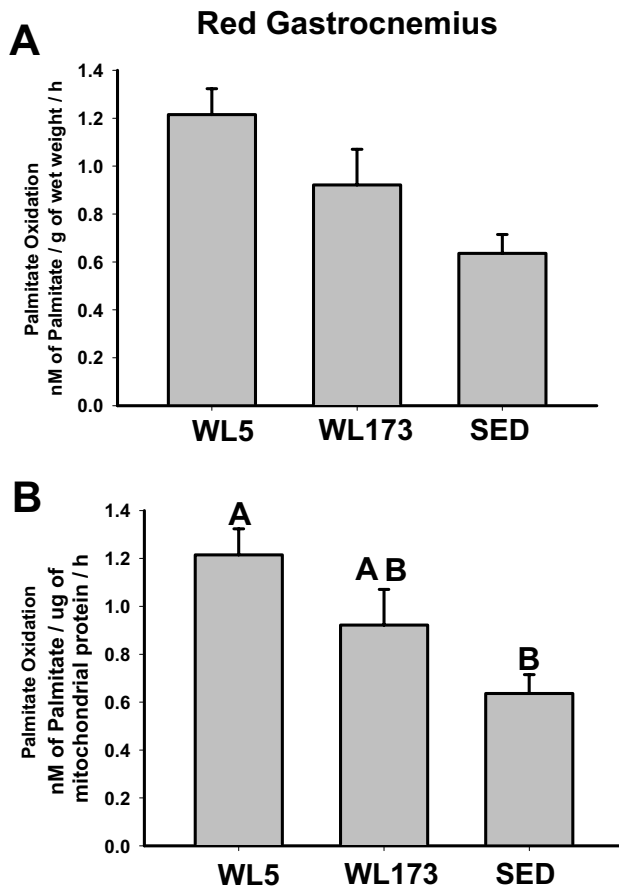 Red Gastrocnemius
A
Palmitate Oxidation
nM of Palmitate / g of wet weight / h
1.4
1.2
1.0
0.8
0.6
0.4
0.2
0.0
WL5 WL173 SED
B
Palmitate Oxidation
nM of Palmitate / ug of
mitochondrial protein / h
1.4
1.2
1.0
0.8
0.6
0.4
0.2
0.0
A
A B
B
WL5 WL173 SED